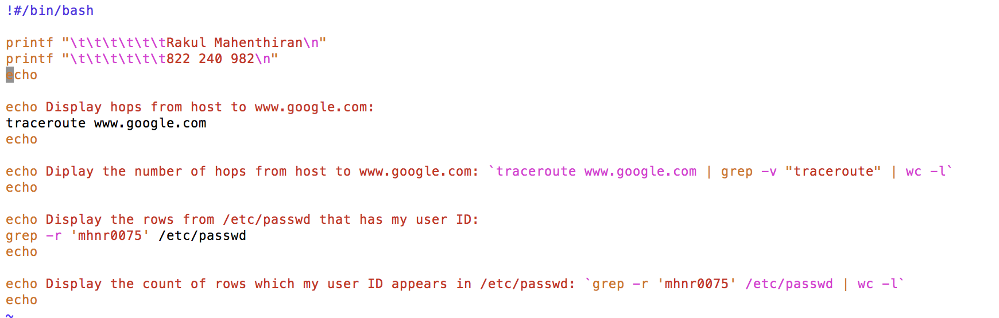 !#/bin/bash
printf "\t\t\t\t\t\tRakul Mahenthiran\n"
printf "\t\t\t\t\t\t822 240 982\n"
echo
echo Display hops from host to www.google.com:
traceroute www.google.com
echo
echo Diplay the number of hops from host to www.google.com: `traceroute www.google.com | grep -v "traceroute" | wc -l`
echo
echo Display the rows from /etc/passwd that has my user ID:
grep -r 'mhnr0075' /etc/passwd
echo
echo Display the count of rows which my user ID appears in /etc/passwd: `grep -r 'mhnr0075' /etc/passwd | wc -l`
echo
~